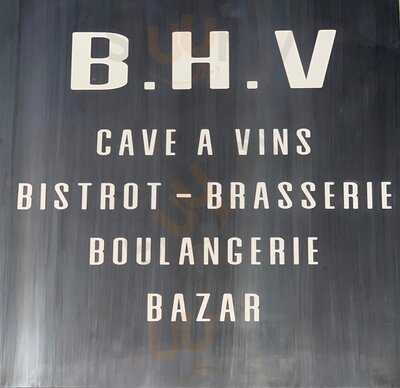 B.H.V
CAVE A VINS
BISTROT - BRASSERIE
BOULANGERIE
BAZAR